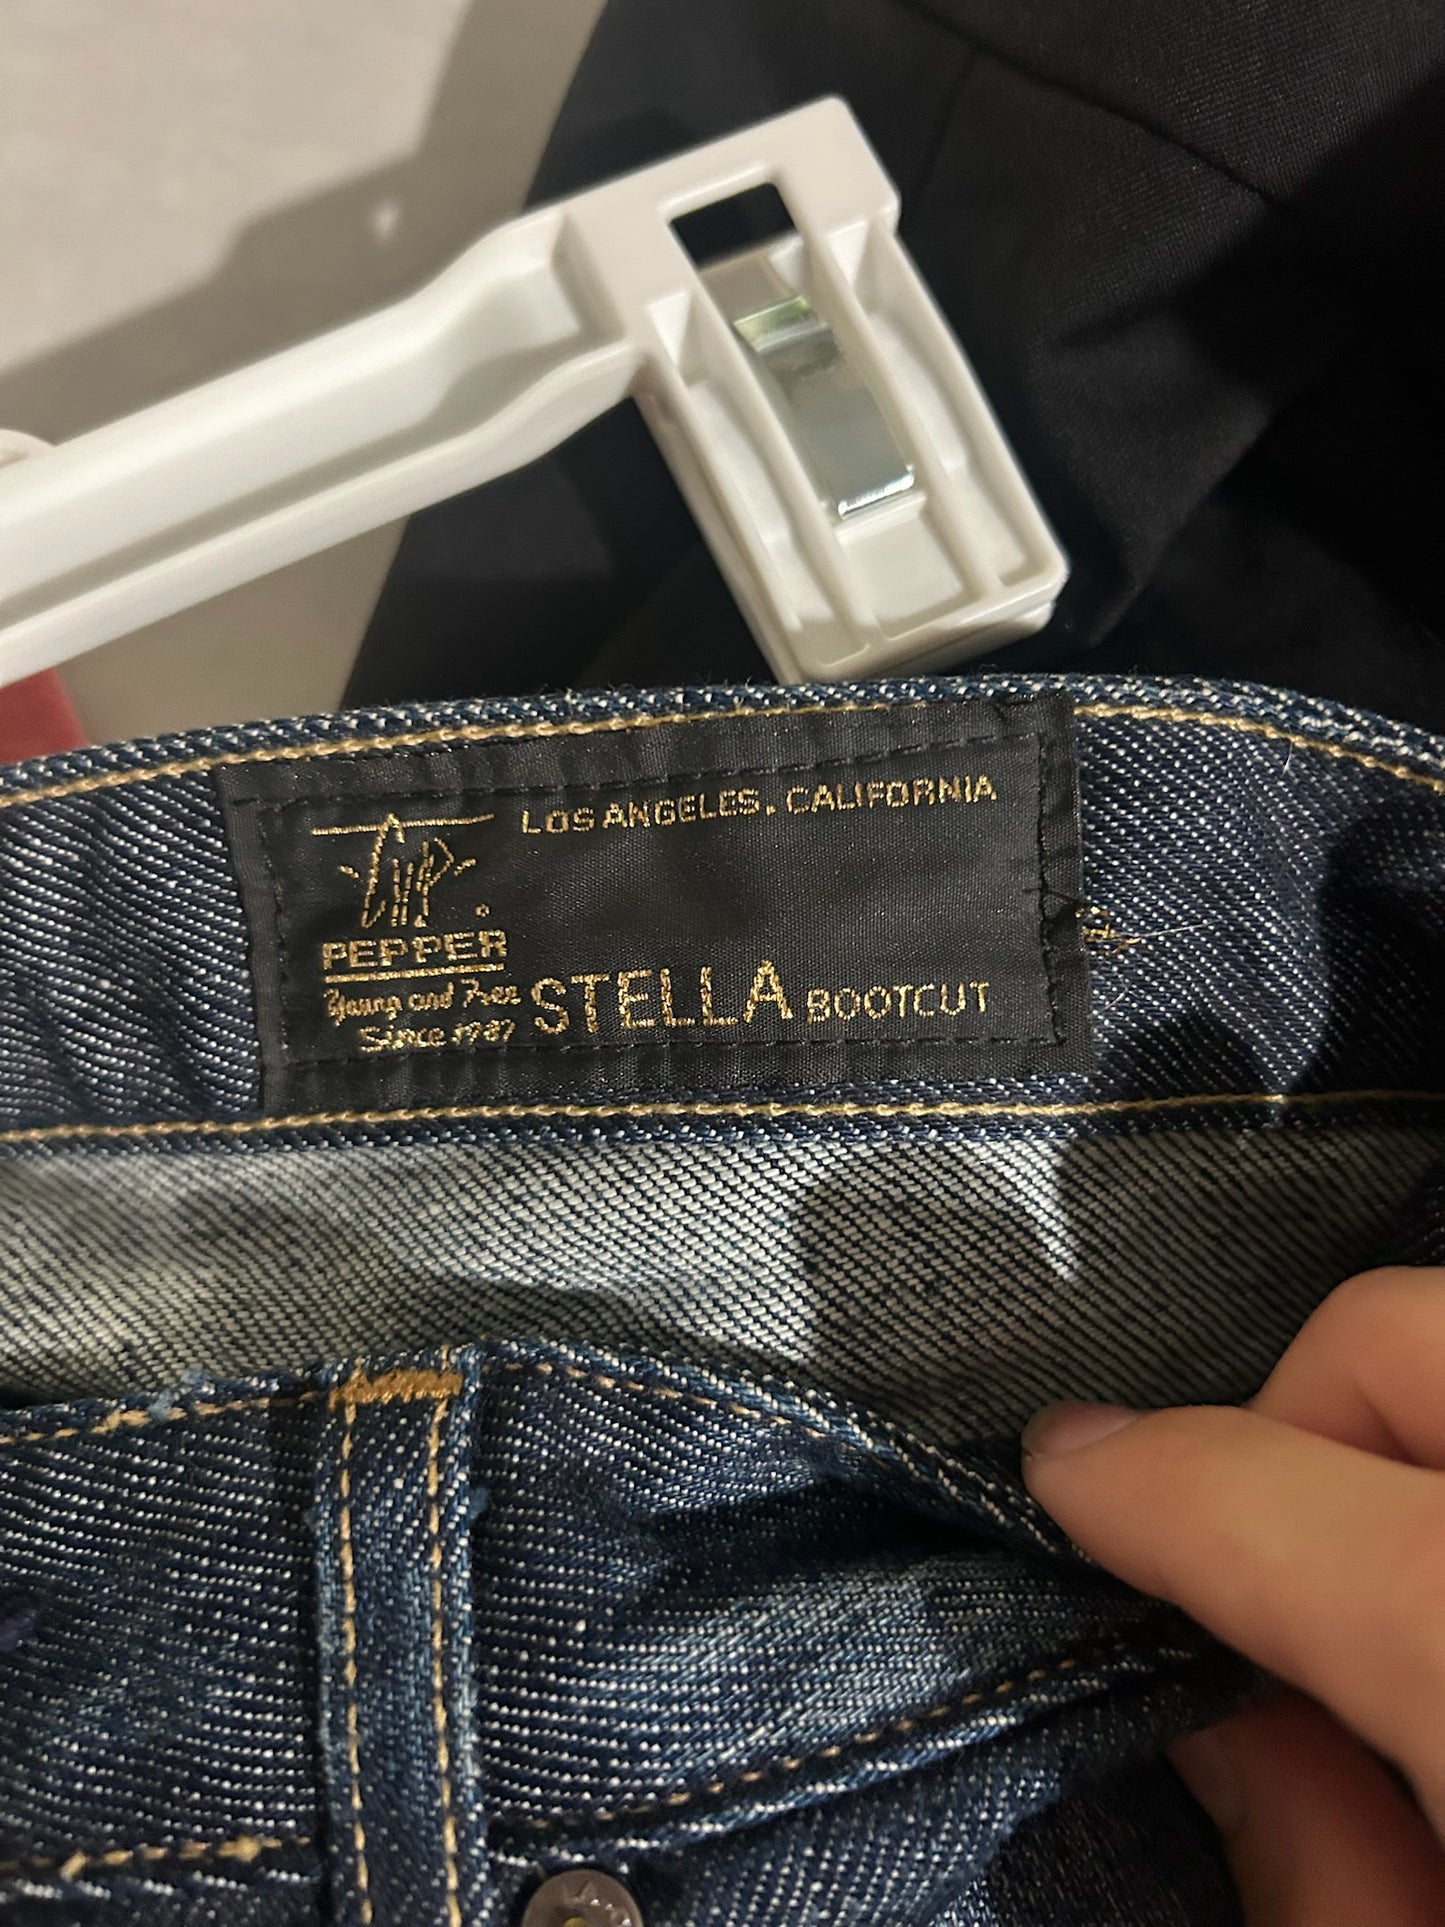 LOS ANGELES. CALIFORNIA
PEPPER
Young and Free
Since 1987
STELLA BOOTCUT